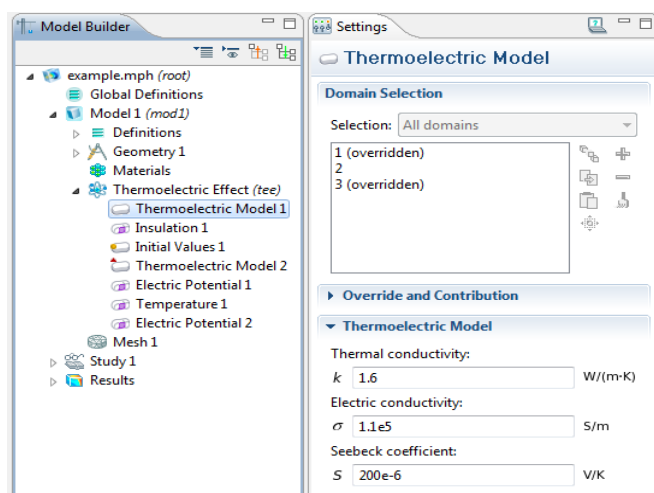 Model Builder
example.mph (root)
Global Definitions
Model 1 (mod1)
Definitions
Geometry 1
Materials
Thermoelectric Effect (tee)
Thermoelectric Model 1
Insulation 1
Initial Values 1
Thermoelectric Model 2
Electric Potential 1
Temperature 1
Electric Potential 2
Mesh 1
Study 1
Results
Settings
Thermoelectric Model
Domain Selection
Selection: All domains
1 (overridden)
2
3 (overridden)
Override and Contribution
Thermoelectric Model
Thermal conductivity:
k 1.6 W/(m·K)
Electric conductivity:
σ 1.1e5 S/m
Seebeck coefficient:
S 200e-6 V/K